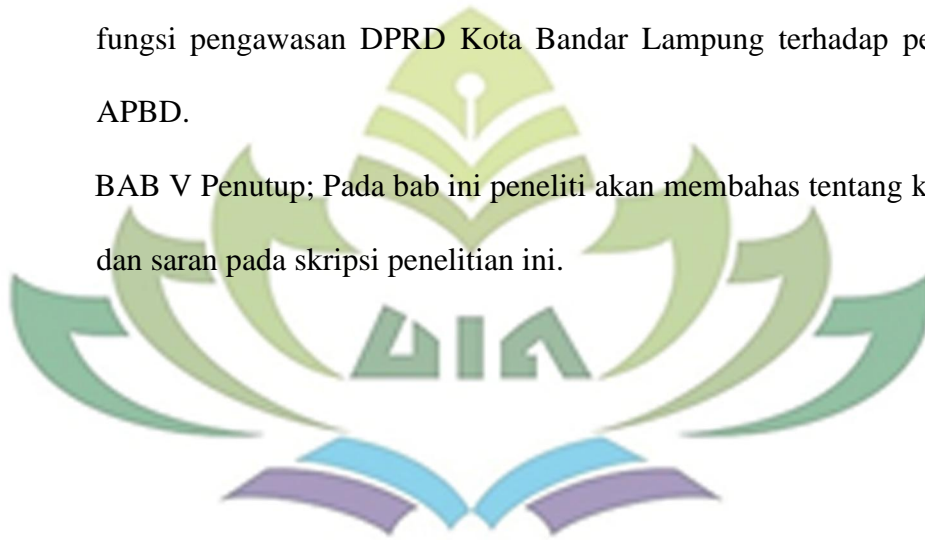 fungsi pengawasan DPRD Kota Bandar Lampung terhadap
APBD.
BAB V Penutup; Pada bab ini peneliti akan membahas tentang
dan saran pada skripsi penelitian ini.
UIN